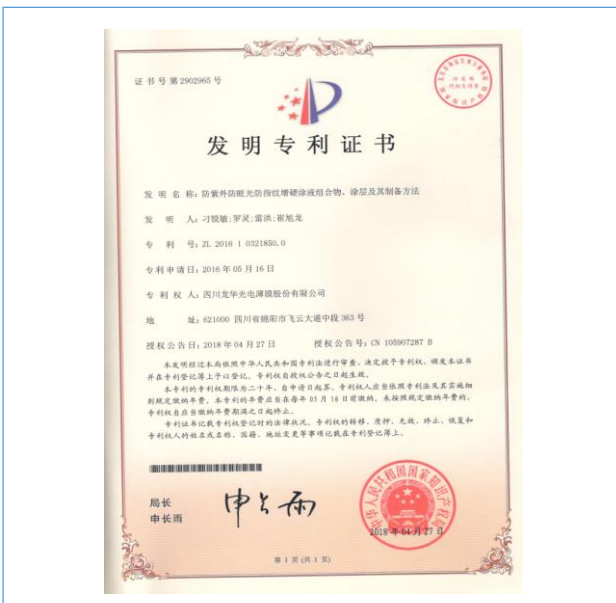 证书号第2902965号
发明专利证书
发 明 名 称：防紫外防眩光防指纹增硬涂液组合物、涂层及其制备方法
发 明 人：刁锐敏;罗灵;雷洪;崔旭龙
专 利 号：ZL 2016 1 0321850.0
专利申请日：2016年05月16日
专 利 权 人：四川龙华光电薄膜股份有限公司
地 址：621000 四川省绵阳市飞云大道中段363号
授权公告日：2018年04月27日 授权公告号：CN 105907287 B
本发明经过本局依照中华人民共和国专利法进行审查，决定授予专利权，颁发本证书
并在专利登记簿上予以登记。专利权自授权公告之日起生效。
本专利的专利权期限为二十年，自申请日起算。专利权人应当依照专利法及其实施细
则规定缴纳年费。本专利的年费应当在每年05月16日前缴纳。未按照规定缴纳年费的，
专利权自应当缴纳年费期满之日起终止。
专利证书记载专利权登记时的法律状况。专利权的转移、质押、无效、终止、恢复和
专利权人的姓名或名称、国籍、地址变更等事项记载在专利登记簿上。
局长
申长雨
申长雨
中华人民共和国国家知识产权局
2018年04月27日
第 1 页 (共 1 页)